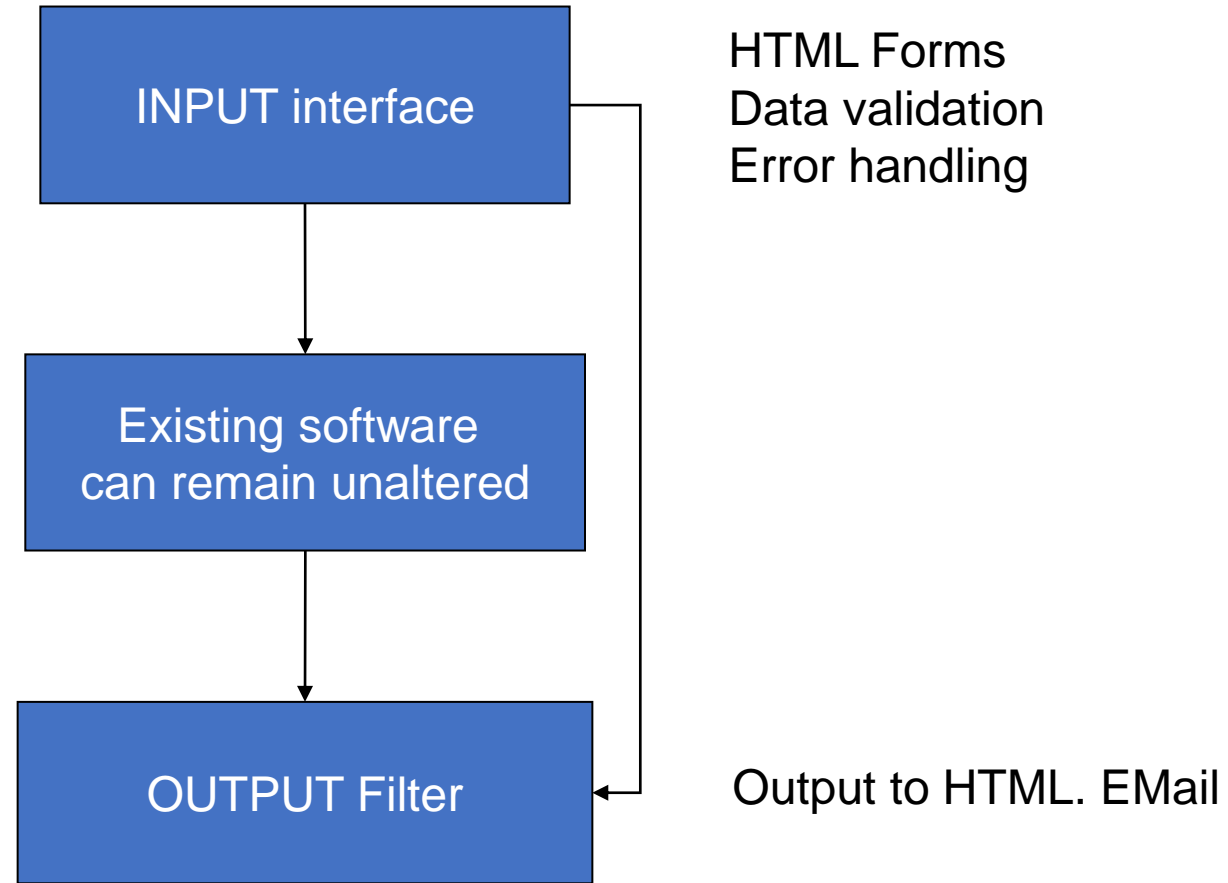 INPUT interface
HTML Forms
Data validation
Error handling
Existing software
can remain unaltered
OUTPUT Filter
Output to HTML. EMail